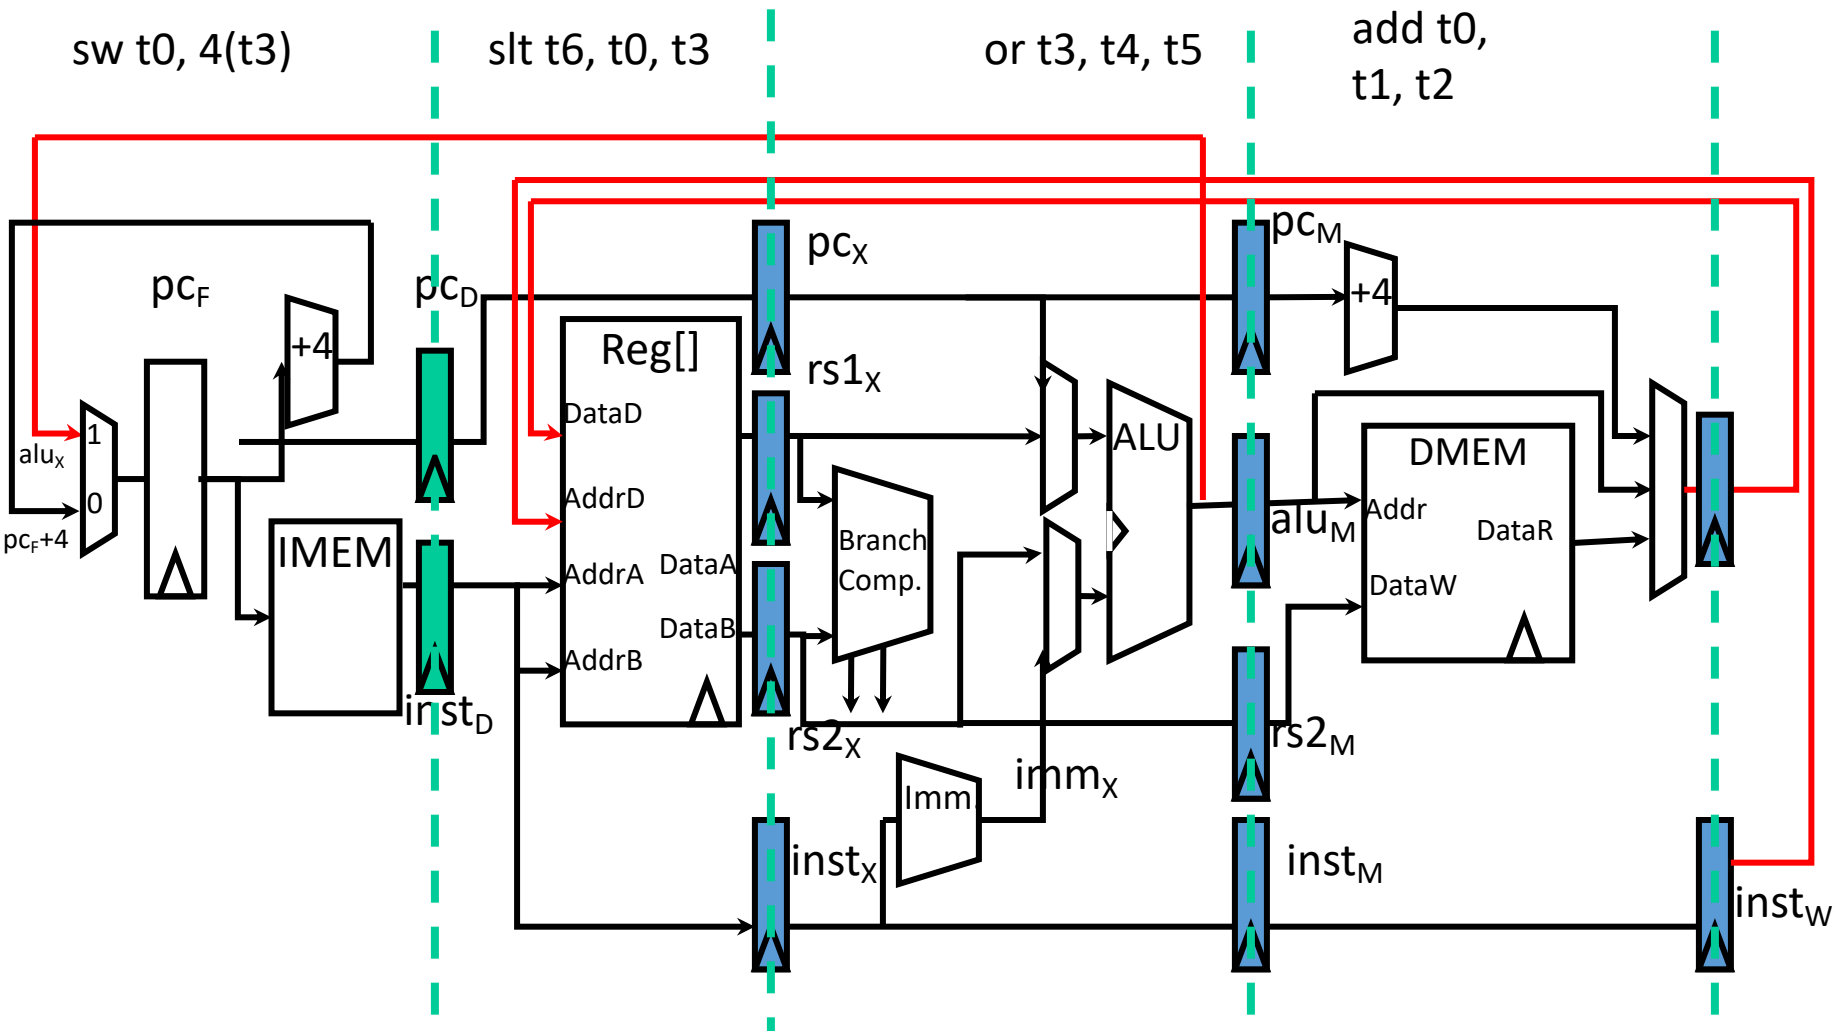 sw t0, 4(t3)
slt t6, t0, t3
or t3, t4, t5
add t0,
t1, t2
pcF
pcD
pcX
pcM
+4
+4
Reg[]
rs1X
DataD
ALU
DMEM
1
aluX
AddrD
0
pcF+4
aluM
Addr
DataR
IMEM
Branch
Comp.
AddrA
DataA
DataW
DataB
AddrB
instD
rs2X
rs2M
Imm.
immX
instX
instM
instW